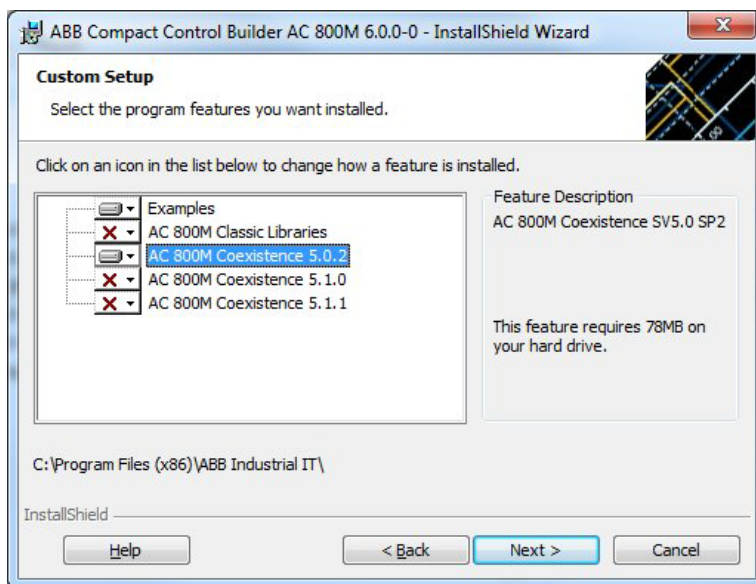 ABB Compact Control Builder AC 800M 6.0.0-0 - InstallShield Wizard
Custom Setup
Select the program features you want installed.
Click on an icon in the list below to change how a feature is installed.
Examples
AC 800M Classic Libraries
AC 800M Coexistence 5.0.2
AC 800M Coexistence 5.1.0
AC 800M Coexistence 5.1.1
Feature Description
AC 800M Coexistence SV5.0 SP2
This feature requires 78MB on
your hard drive.
C:\Program Files (x86)\ABB Industrial IT\
InstallShield
Help
< Back
Next >
Cancel